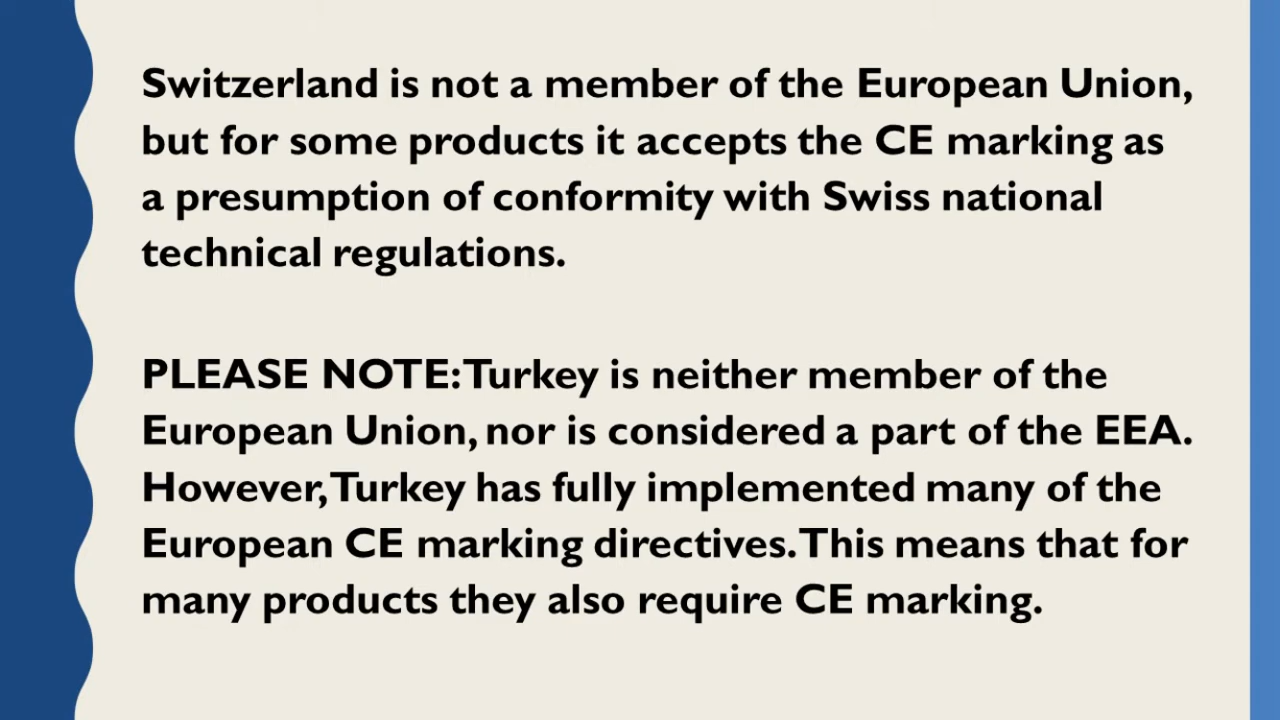 Switzerland is not a member of the European Union,
but for some products it accepts the CE marking as
a presumption of conformity with Swiss national
technical regulations.
PLEASE NOTE: Turkey is neither member of the
European Union, nor is considered a part of the EEA.
However, Turkey has fully implemented many of the
European CE marking directives. This means that for
many products they also require CE marking.